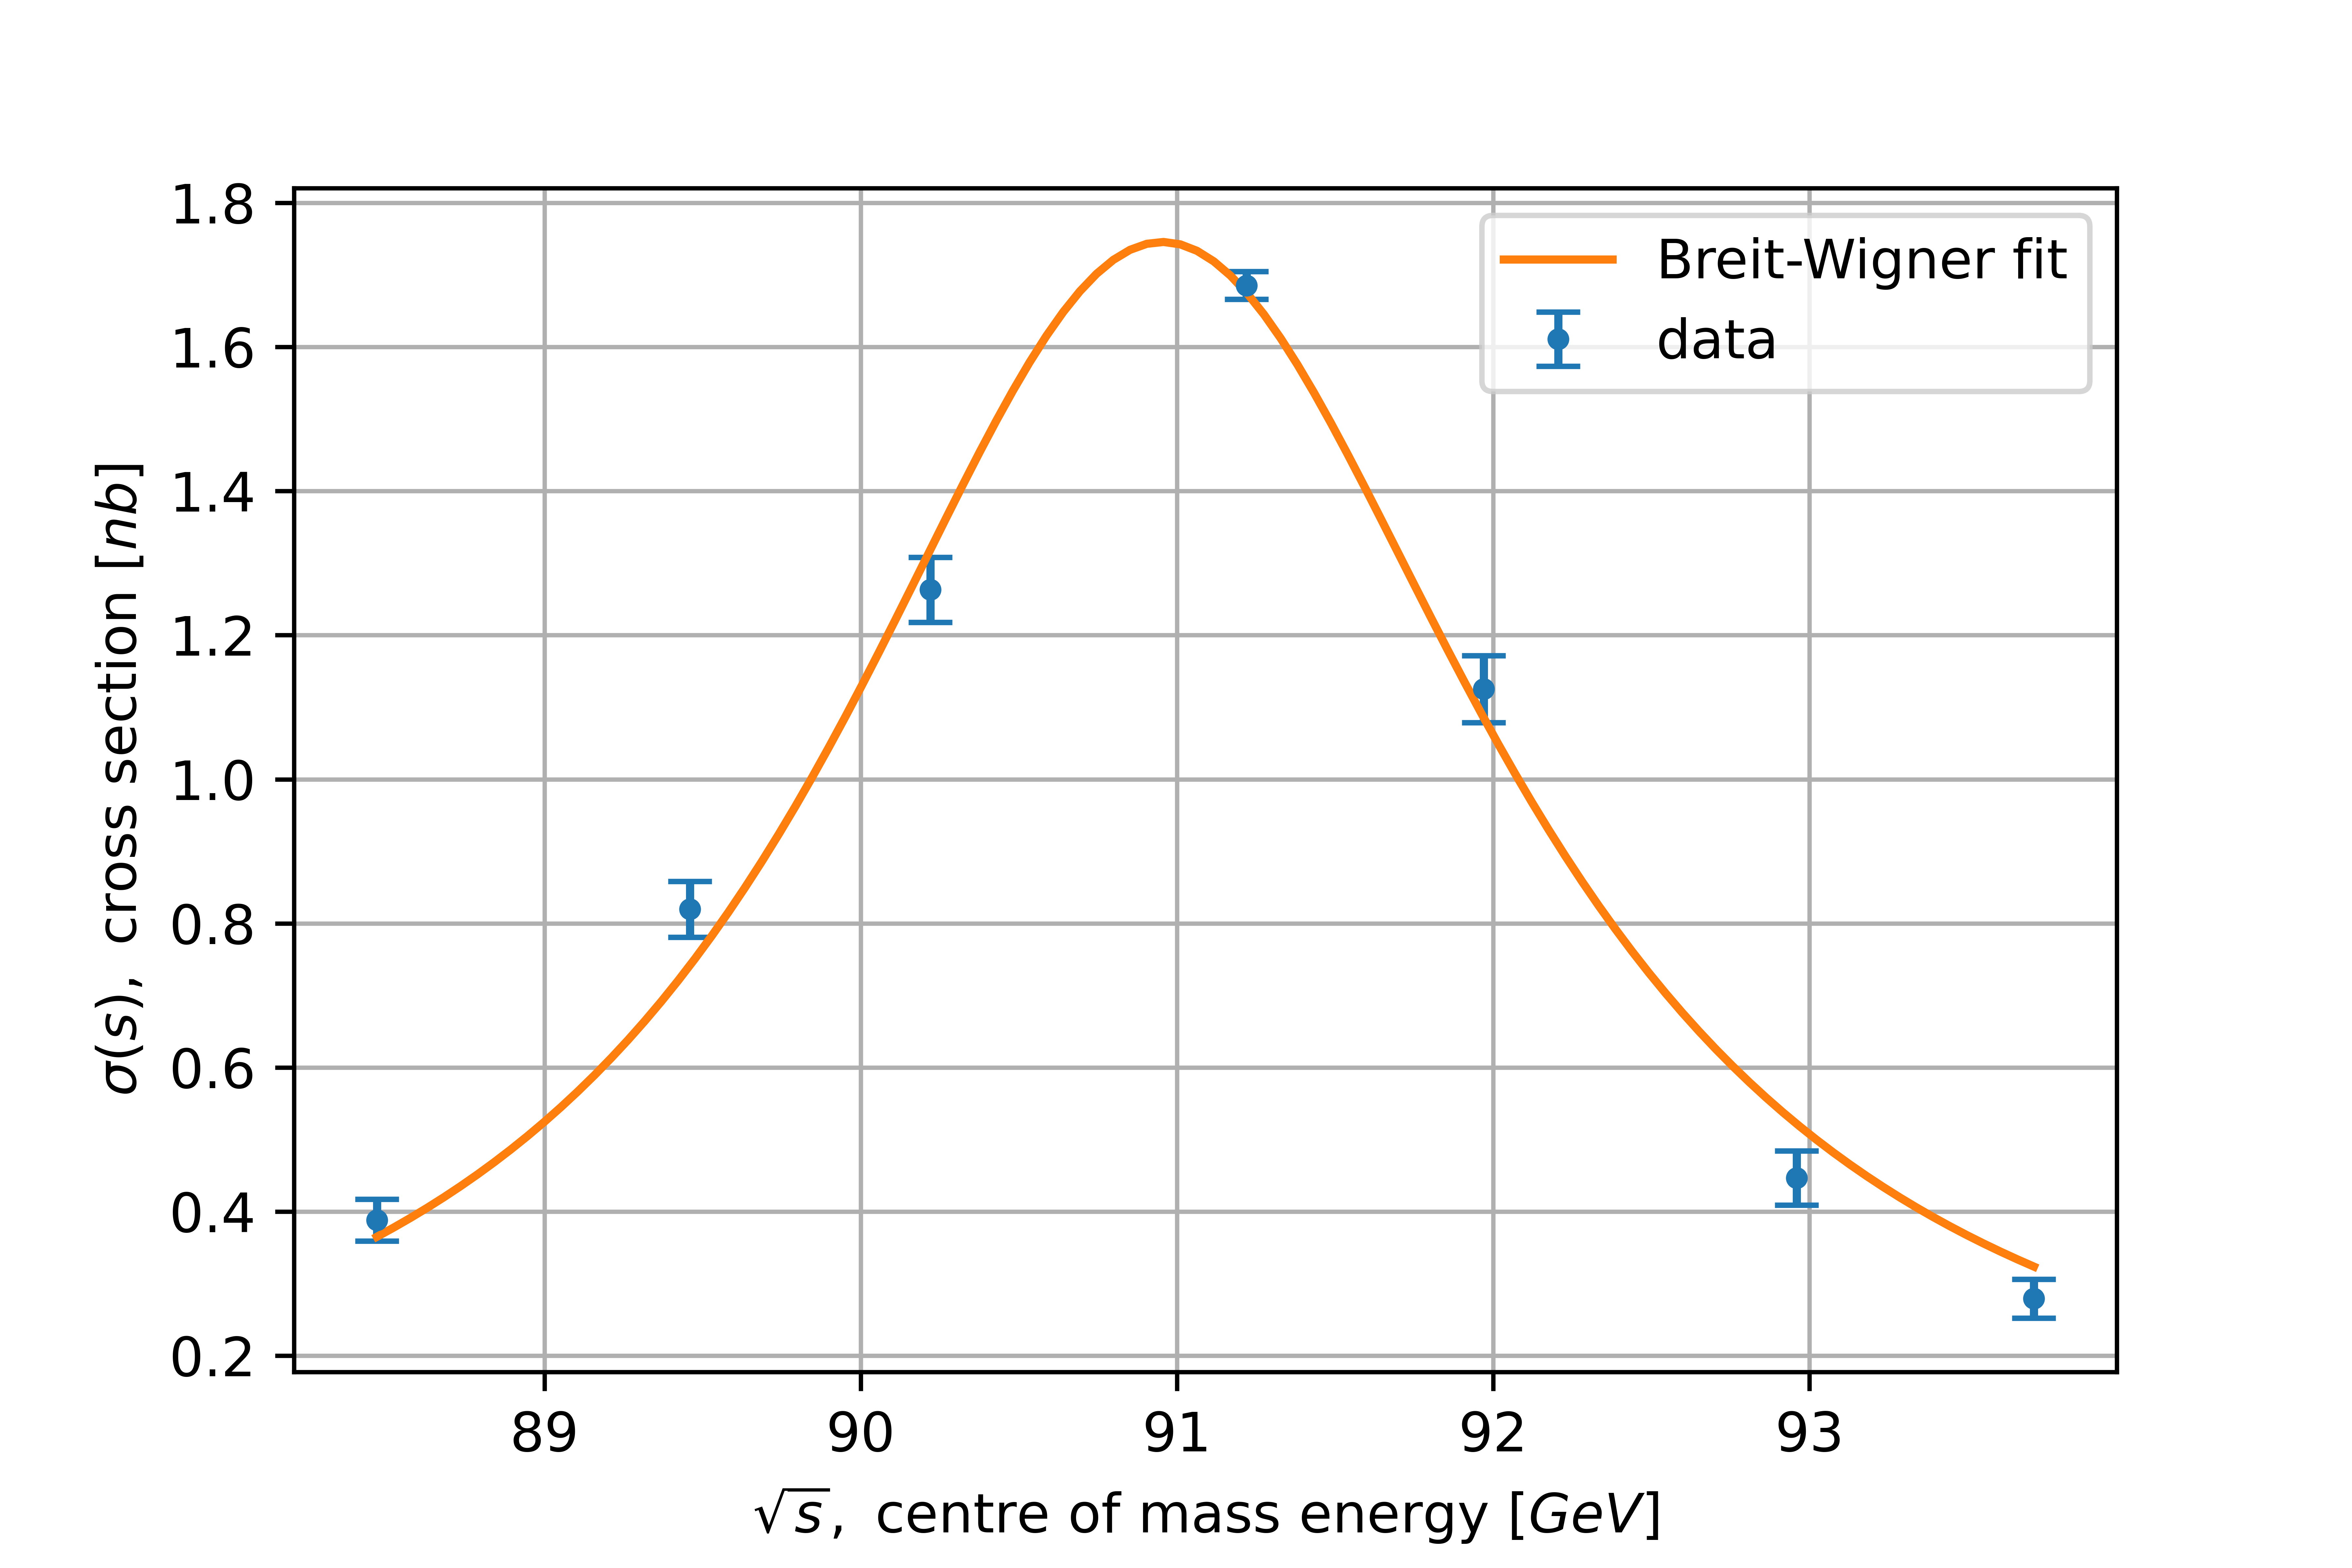 1.8
1.6
1.4
1.2
1.0
0.8
0.6
0.4
0.2
σ(s), cross section [nb]
Breit-Wigner fit
data
89 90 91 92 93
√s, centre of mass energy [GeV]